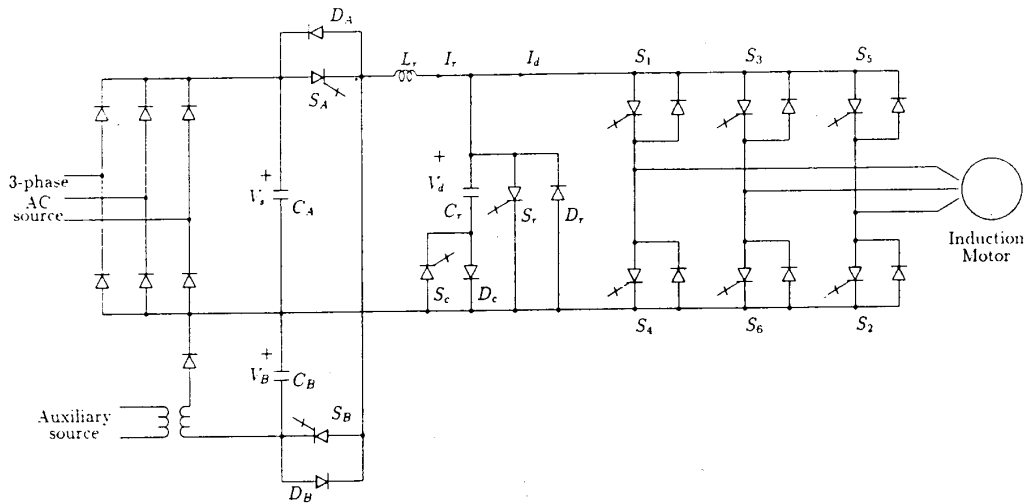 D_A
L_r
I_r
I_d
S_1
S_3
S_5
S_A
3-phase
AC
source
+
V_s
C_A
+
V_d
C_r
S_r
D_r
S_c
D_c
Induction
Motor
S_4
S_6
S_2
+
V_B
C_B
S_B
Auxiliary
source
D_B